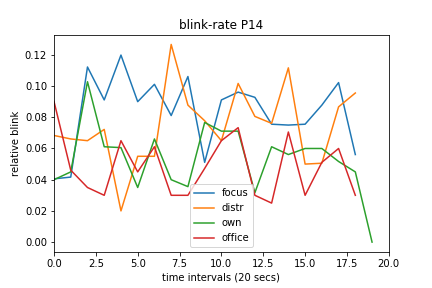 blink-rate P14
relative blink
0.12
0.10
0.08
0.06
0.04
0.02
0.00
focus
distr
own
office
0.0 2.5 5.0 7.5 10.0 12.5 15.0 17.5 20.0
time intervals (20 secs)